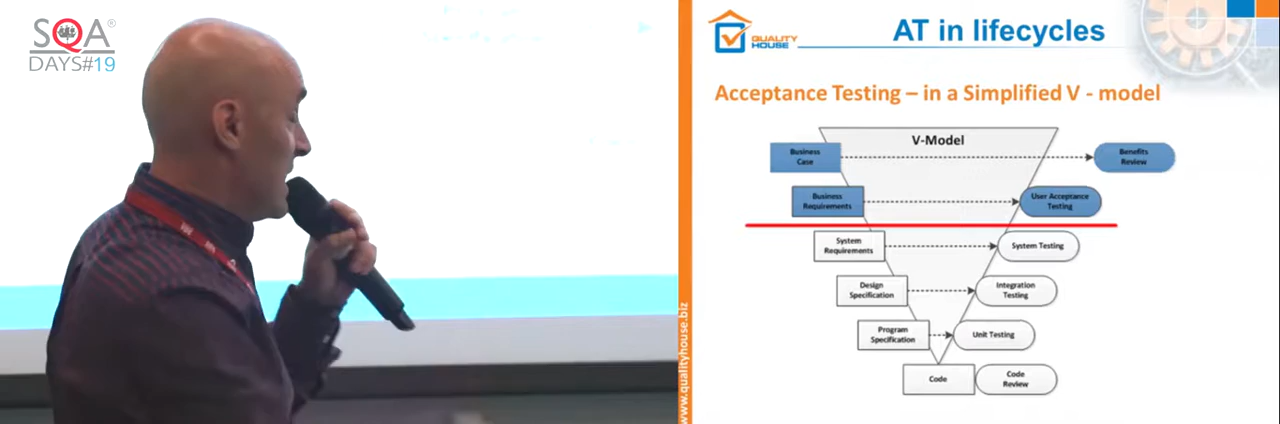 SQA®
DAYS#19
QUALITY
HOUSE
AT in lifecycles
Acceptance Testing – in a Simplified V - model
V-Model
Business
Case
Benefits
Review
Business
Requirements
User Acceptance
Testing
System
Requirements
System Testing
Design
Specification
Integration
Testing
Program
Specification
Unit Testing
Code
Code
Review
www.qualityhouse.biz